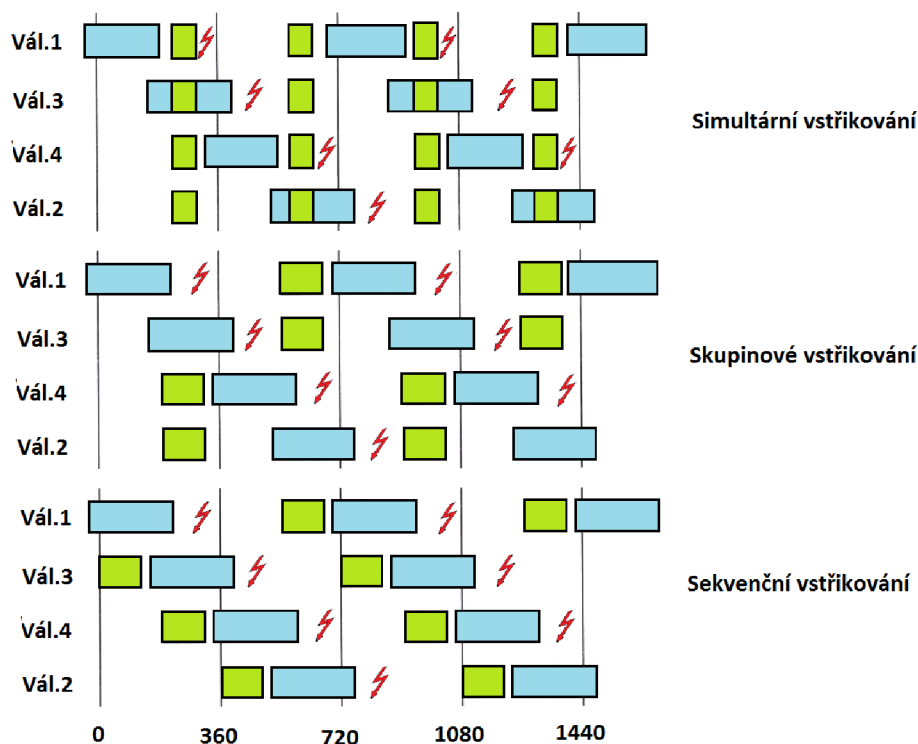 Vál.1
Vál.3
Vál.4
Vál.2
Simultární vstřikování
Vál.1
Vál.3
Vál.4
Vál.2
Skupinové vstřikování
Vál.1
Vál.3
Vál.4
Vál.2
Sekvenční vstřikování
0 360 720 1080 1440